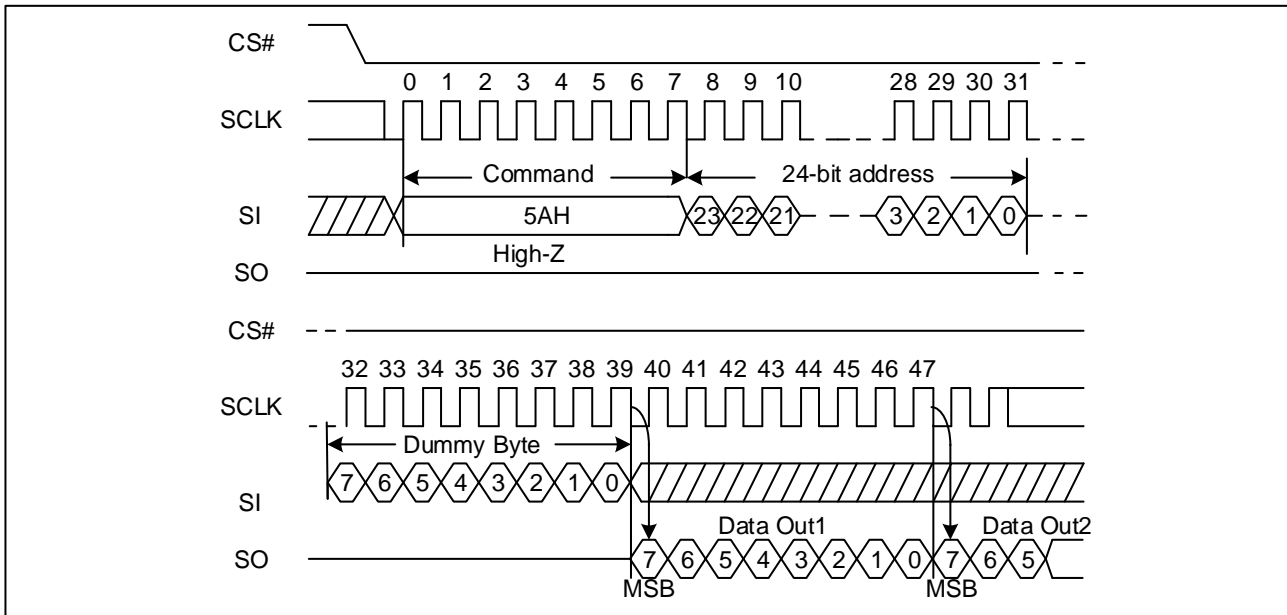 CS#
0 1 2 3 4 5 6 7 8 9 10 28 29 30 31
SCLK
Command 24-bit address
SI 5AH 23 22 21 3 2 1 0
High-Z
SO
CS#
32 33 34 35 36 37 38 39 40 41 42 43 44 45 46 47
SCLK
Dummy Byte
7 6 5 4 3 2 1 0
SI
Data Out1 Data Out2
SO 7 6 5 4 3 2 1 0 7 6 5
MSB MSB